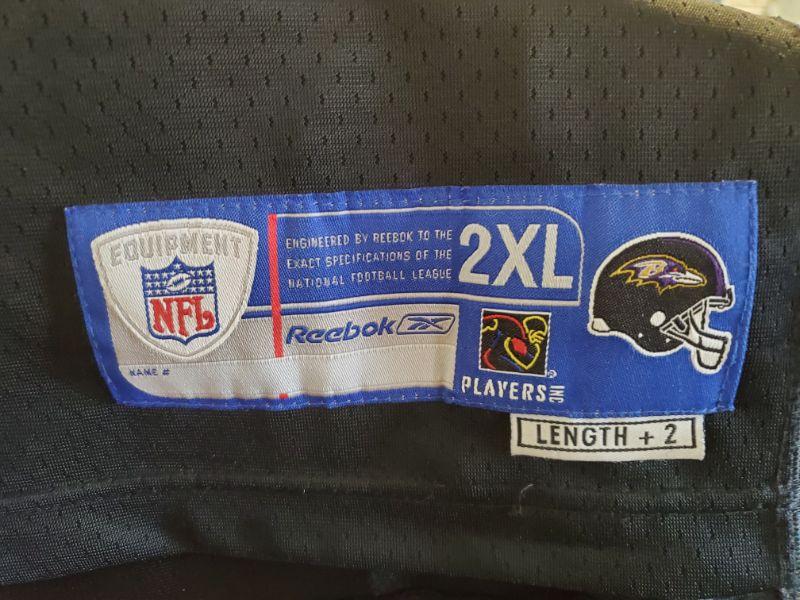 EQUIPMENT
NFL
ENGINEERED BY REEBOK TO THE
EXACT SPECIFICATIONS OF THE
NATIONAL FOOTBALL LEAGUE
2XL
Reebok
NAME #
PLAYERS INC
®
B
LENGTH + 2